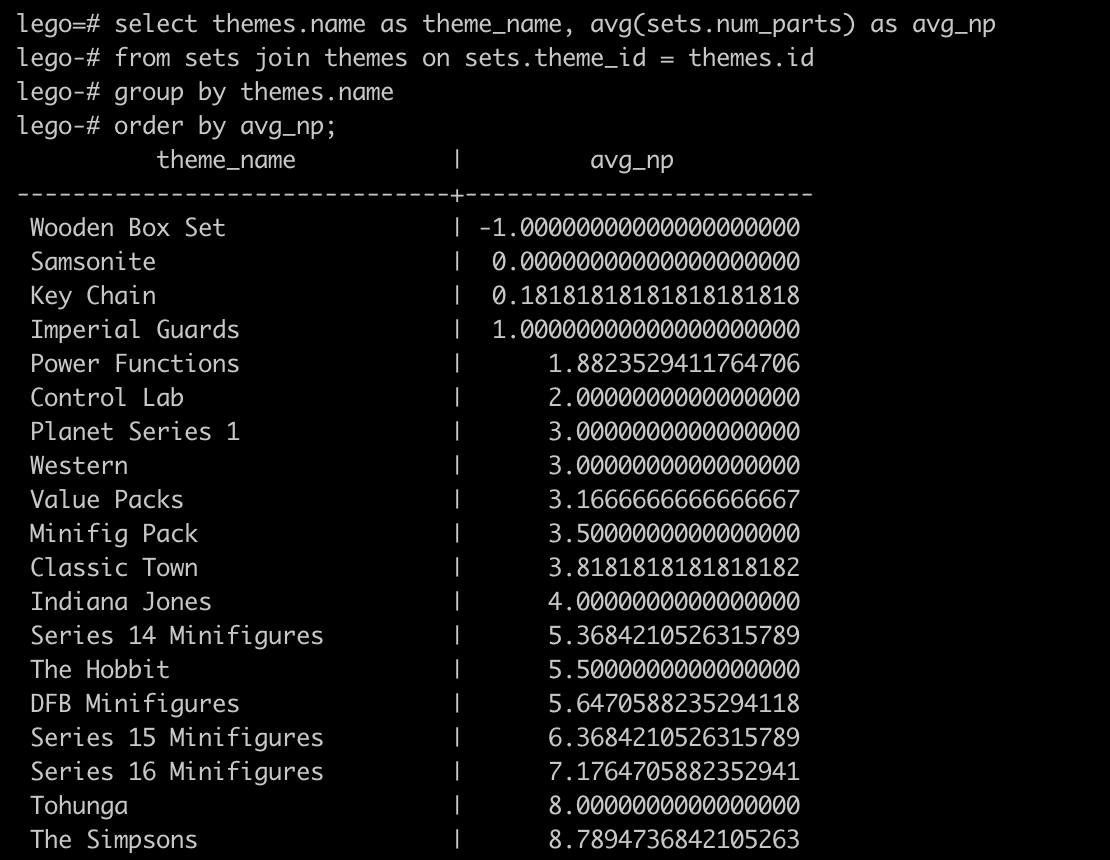 lego=# select themes.name as theme_name, avg(sets.num_parts) as avg_np
lego-# from sets join themes on sets.theme_id = themes.id
lego-# group by themes.name
lego-# order by avg_np;
          theme_name           |         avg_np
-------------------------------+-------------------------
 Wooden Box Set                | -1.00000000000000000000
 Samsonite                     |  0.00000000000000000000
 Key Chain                     |  0.18181818181818181818
 Imperial Guards               |  1.00000000000000000000
 Power Functions               |      1.8823529411764706
 Control Lab                   |      2.0000000000000000
 Planet Series 1               |      3.0000000000000000
 Western                       |      3.0000000000000000
 Value Packs                   |      3.1666666666666667
 Minifig Pack                  |      3.5000000000000000
 Classic Town                  |      3.8181818181818182
 Indiana Jones                 |      4.0000000000000000
 Series 14 Minifigures         |      5.3684210526315789
 The Hobbit                    |      5.5000000000000000
 DFB Minifigures               |      5.6470588235294118
 Series 15 Minifigures         |      6.3684210526315789
 Series 16 Minifigures         |      7.1764705882352941
 Tohunga                       |      8.0000000000000000
 The Simpsons                  |      8.7894736842105263